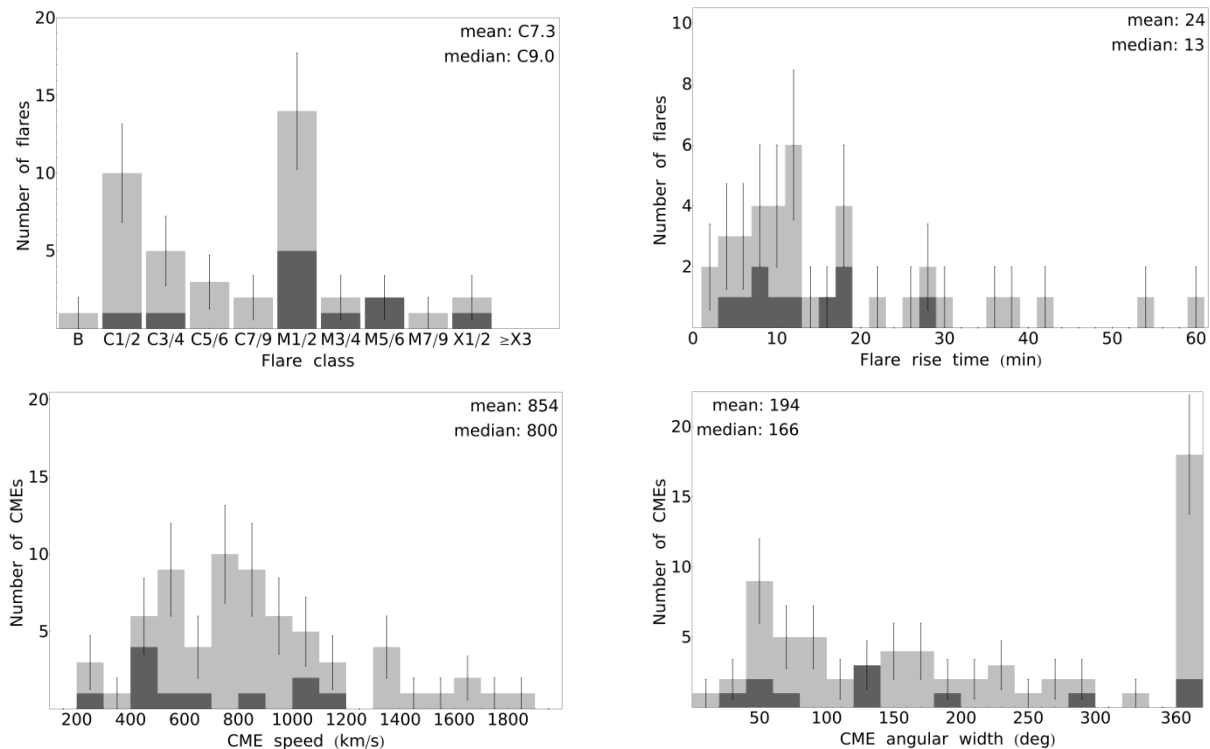 mean: C7.3
median: C9.0
20
15
10
5
Number of flares
B C1/2 C3/4 C5/6 C7/9 M1/2 M3/4 M5/6 M7/9 X1/2 ≥X3
Flare class
mean: 24
median: 13
10
8
6
4
2
Number of flares
0 10 20 30 40 50 60
Flare rise time (min)
mean: 854
median: 800
20
15
10
5
Number of CMEs
200 400 600 800 1000 1200 1400 1600 1800
CME speed (km/s)
mean: 194
median: 166
20
15
10
5
Number of CMEs
50 100 150 200 250 300 360
CME angular width (deg)